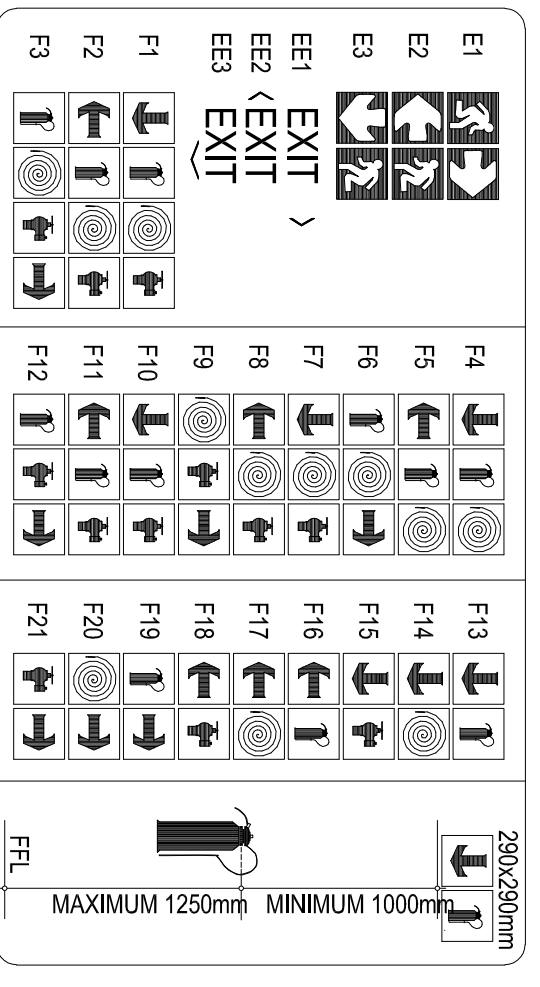 E1
E2
E3
EE1 EXIT >
EE2 <EXIT
EE3 EXIT
F1
F2
F3
F4
F5
F6
F7
F8
F9
F10
F11
F12
F13
F14
F15
F16
F17
F18
F19
F20
F21
290x290mm
MINIMUM 1000mm
MAXIMUM 1250mm
FFL